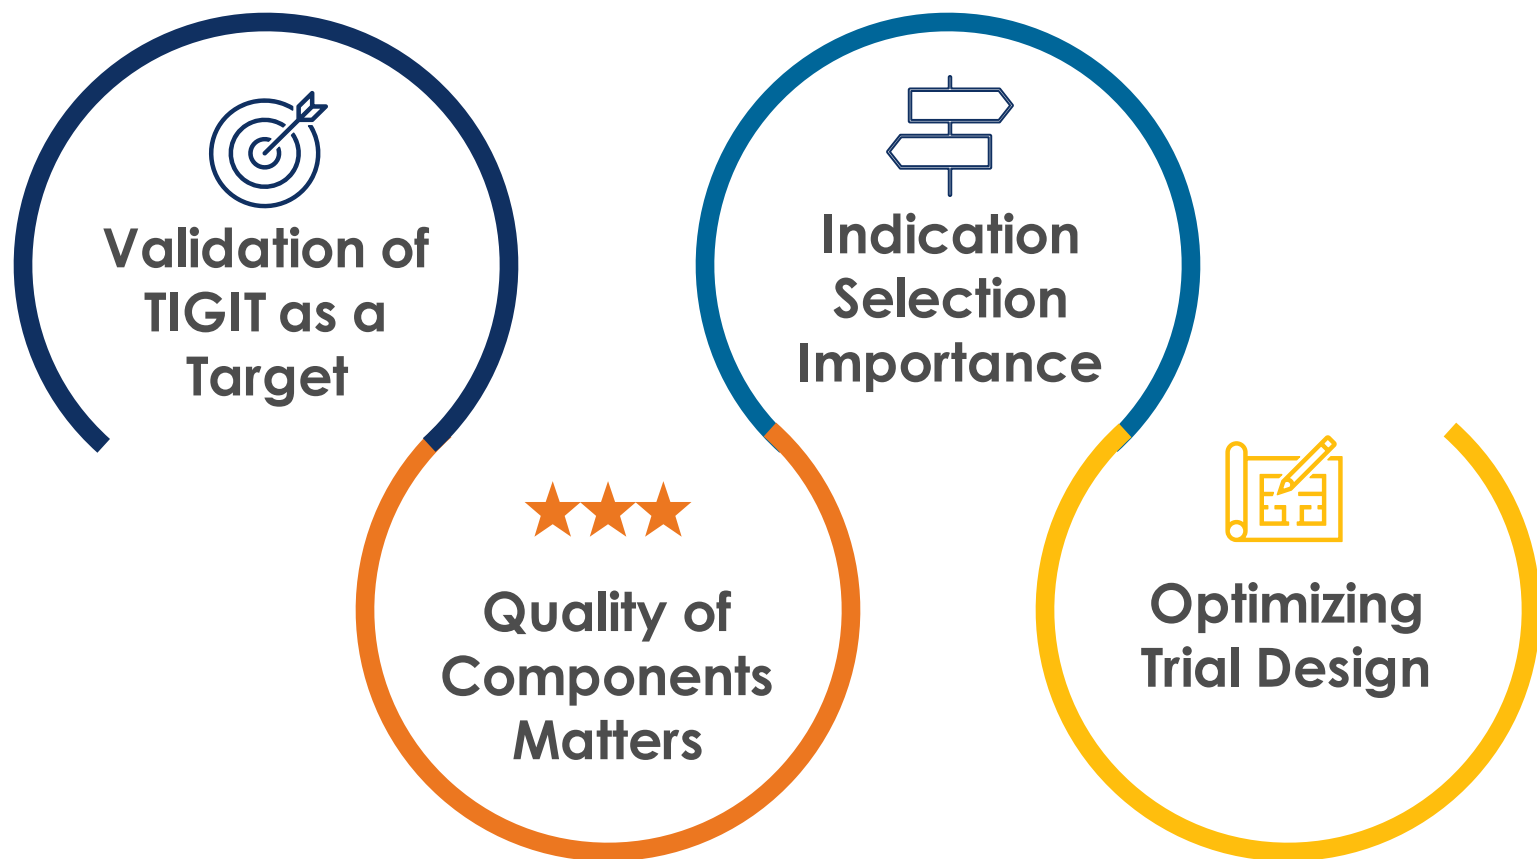 Validation of
TIGIT as a
Target
Quality of
Components
Matters
Indication
Selection
Importance
Optimizing
Trial Design